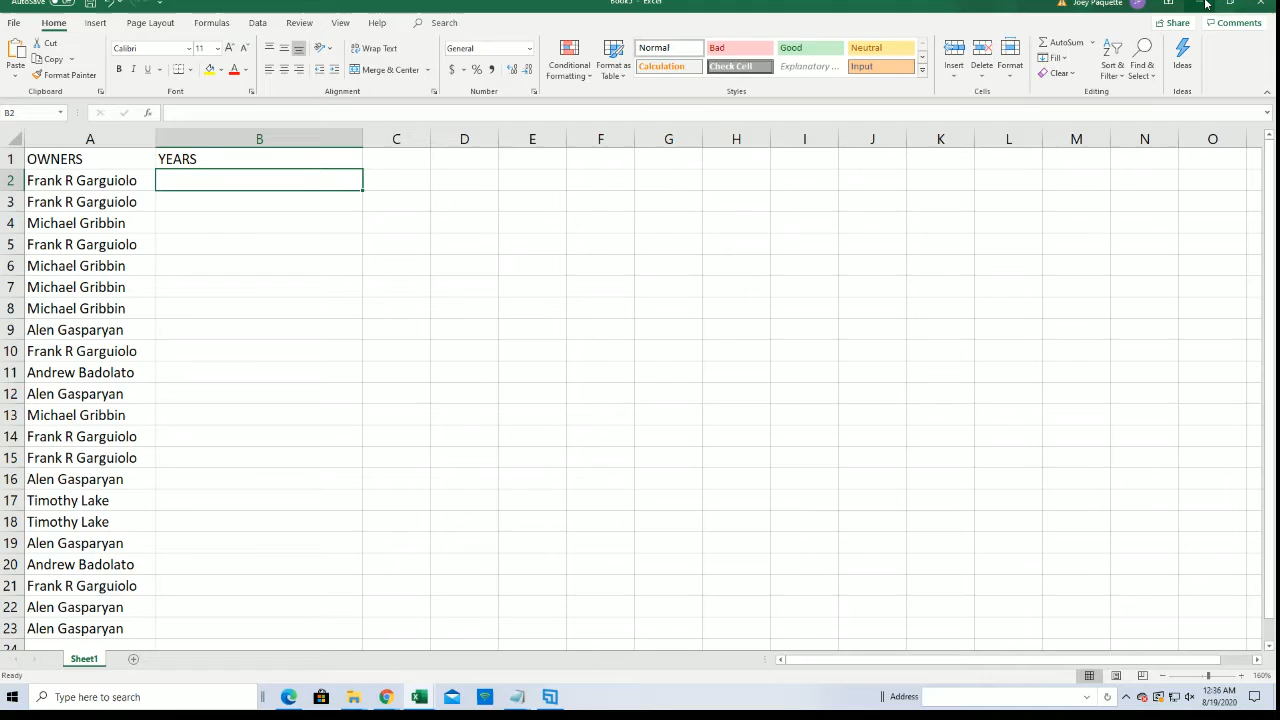 AutoSave Off Book3 - Excel Joey Paquette
File Home Insert Page Layout Formulas Data Review View Help Search Share Comments
Paste Cut Copy Format Painter Clipboard
Calibri 11 B I U A Font
Wrap Text Merge & Center Alignment
General $ % Number
Conditional Formatting Format as Table
Normal Bad Good Neutral
Calculation Check Cell Explanatory ... Input
Styles
Insert Delete Format Cells
AutoSum Fill Clear Sort & Filter Find & Select Editing
Ideas Ideas
B2 fx
A B C D E F G H I J K L M N O
1 OWNERS YEARS
2 Frank R Garguiolo
3 Frank R Garguiolo
4 Michael Gribbin
5 Frank R Garguiolo
6 Michael Gribbin
7 Michael Gribbin
8 Michael Gribbin
9 Alen Gasparyan
10 Frank R Garguiolo
11 Andrew Badolato
12 Alen Gasparyan
13 Michael Gribbin
14 Frank R Garguiolo
15 Frank R Garguiolo
16 Alen Gasparyan
17 Timothy Lake
18 Timothy Lake
19 Alen Gasparyan
20 Andrew Badolato
21 Frank R Garguiolo
22 Alen Gasparyan
23 Alen Gasparyan
24
Sheet1
Ready 160%
Type here to search Address 12:36 AM
8/19/2020